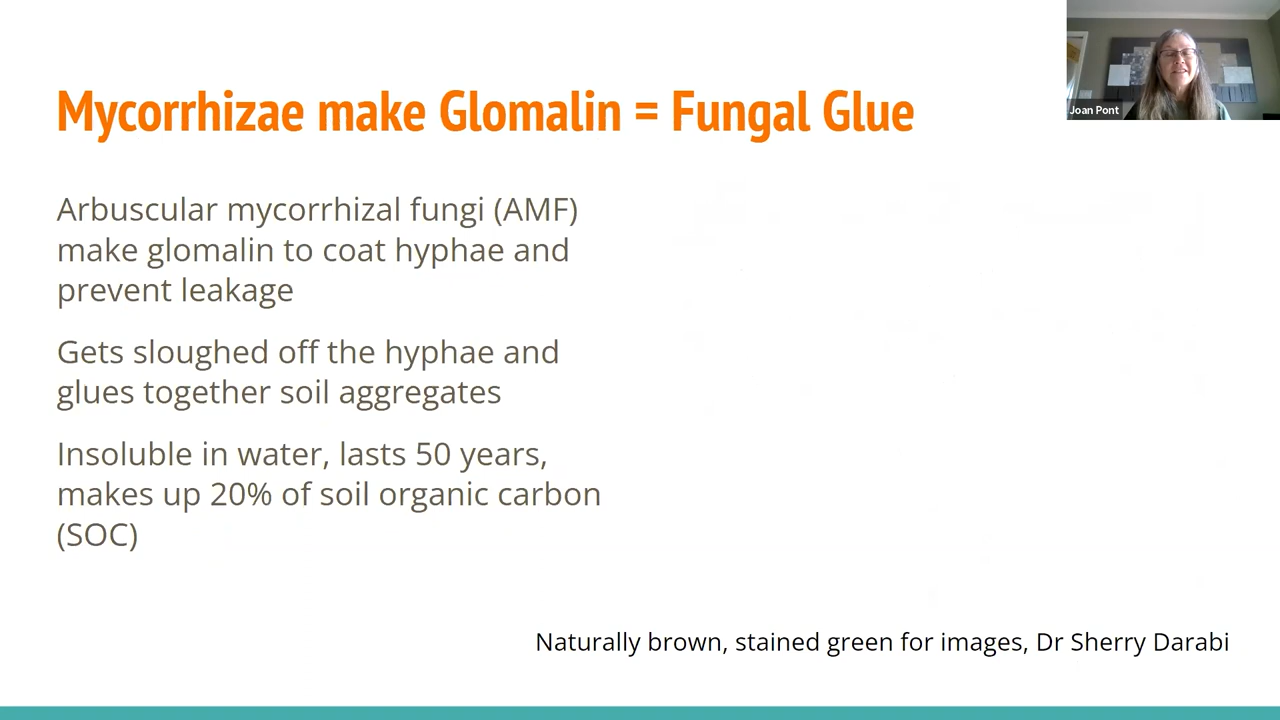 Joan Pont
Mycorrhizae make Glomalin = Fungal Glue
Arbuscular mycorrhizal fungi (AMF)
make glomalin to coat hyphae and
prevent leakage
Gets sloughed off the hyphae and
glues together soil aggregates
Insoluble in water, lasts 50 years,
makes up 20% of soil organic carbon
(SOC)
Naturally brown, stained green for images, Dr Sherry Darabi